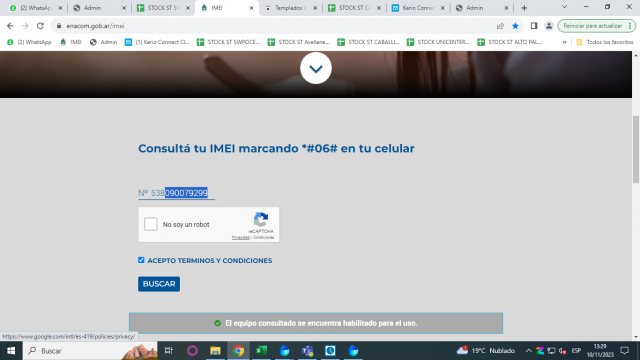 (2) WhatsApp
Admin
STOCK ST S
IMEI
Templados
STOCK ST C
Kerio Connect
STOCK ST C
Admin
enacom.gob.ar/imei
Reiniciar para actualizar
(2) WhatsApp
IMEI
Admin
(1) Kerio Connect Cl...
STOCK ST SWPOCE...
STOCK ST Avellane...
STOCK ST CABALLI...
STOCK UNICENTER...
STOCK ST ALTO PAL...
»
Todos los favoritos
Consultá tu IMEI marcando *#06# en tu celular
Nº 538090079299
No soy un robot
reCAPTCHA
Privacidad - Condiciones
ACEPTO TERMINOS Y CONDICIONES
BUSCAR
El equipo consultado se encuentra habilitado para el uso.
https://www.google.com/intl/es-419/policies/privacy/
Buscar
19°C Nublado
ESP
13:29
10/11/2023